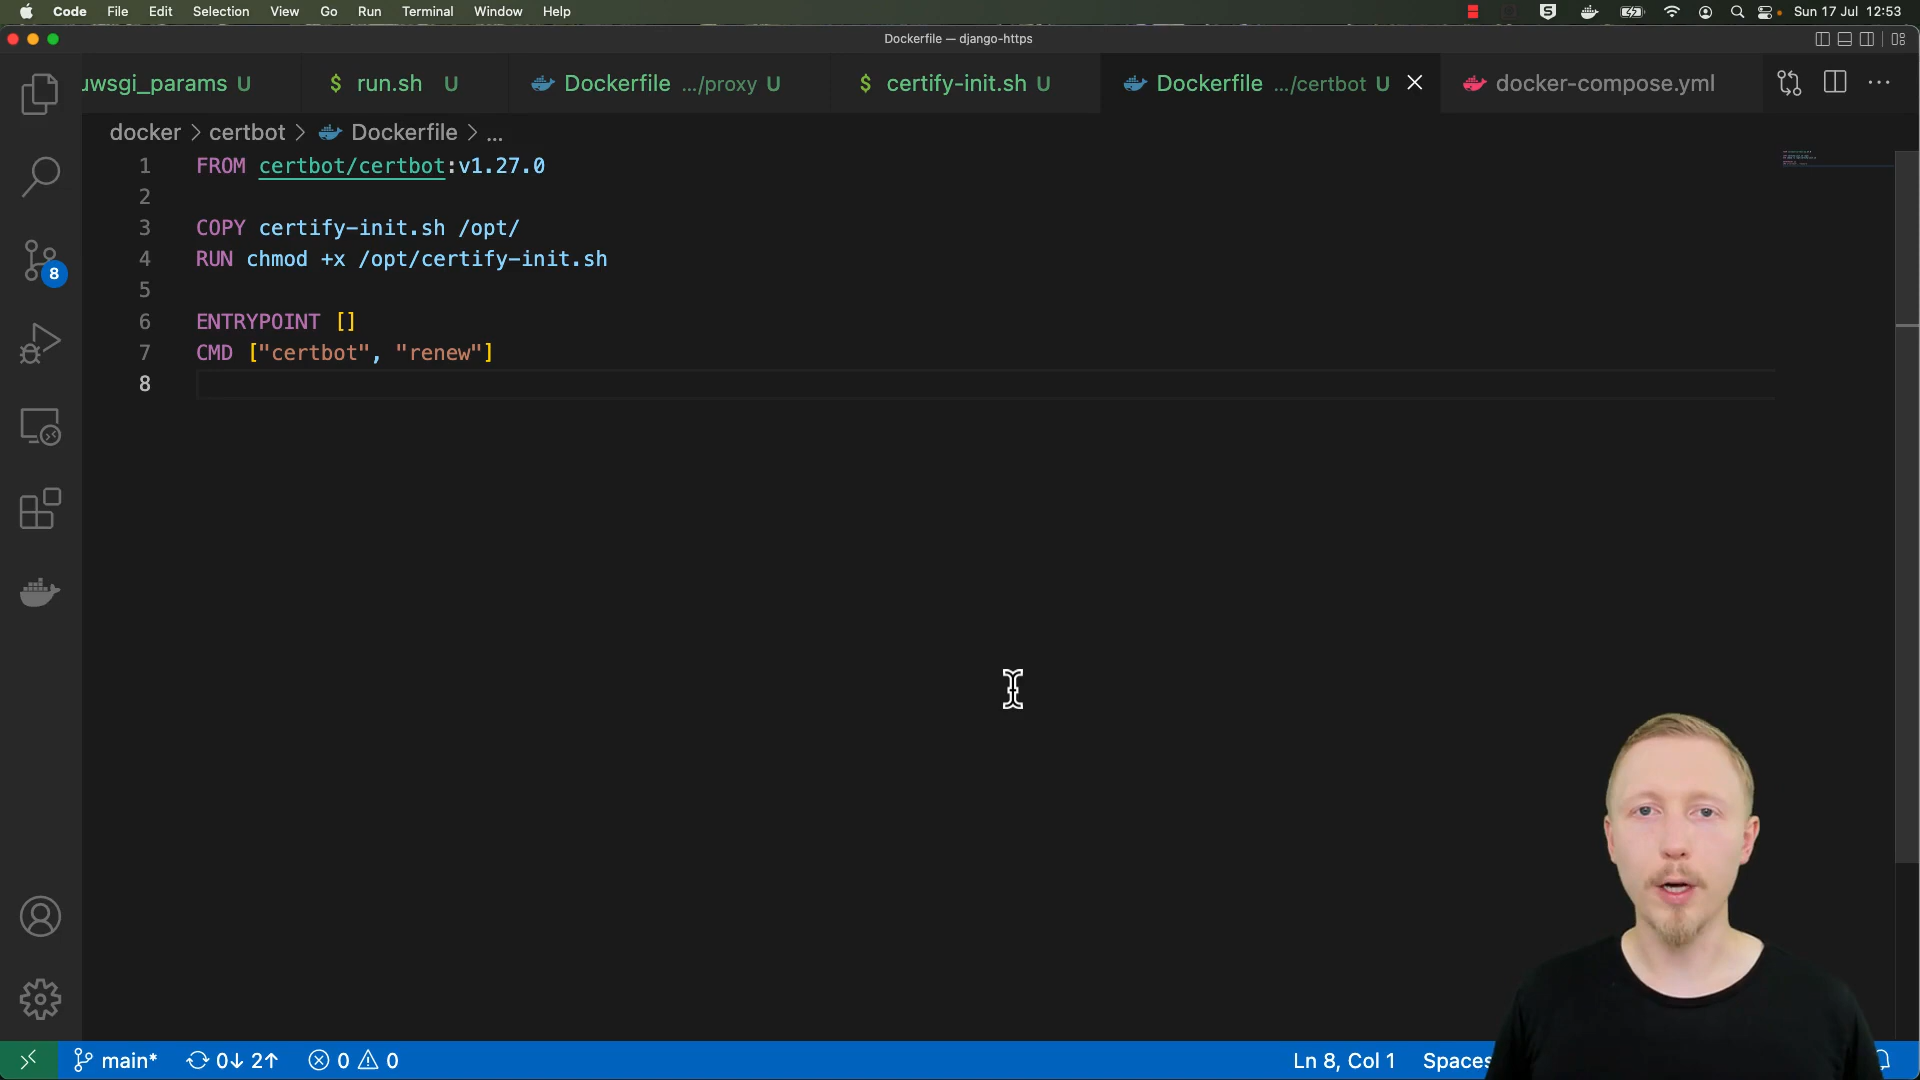 Code File Edit Selection View Go Run Terminal Window Help Sun 17 Jul 12:53
Dockerfile — django-https
uwsgi_params U $ run.sh U Dockerfile .../proxy U $ certify-init.sh U Dockerfile .../certbot U docker-compose.yml
docker > certbot > Dockerfile > ...
1 FROM certbot/certbot:v1.27.0
2
3 COPY certify-init.sh /opt/
4 RUN chmod +x /opt/certify-init.sh
5
6 ENTRYPOINT []
7 CMD ["certbot", "renew"]
8
8
main* 0↓ 2↑ 0 0 Ln 8, Col 1 Spaces